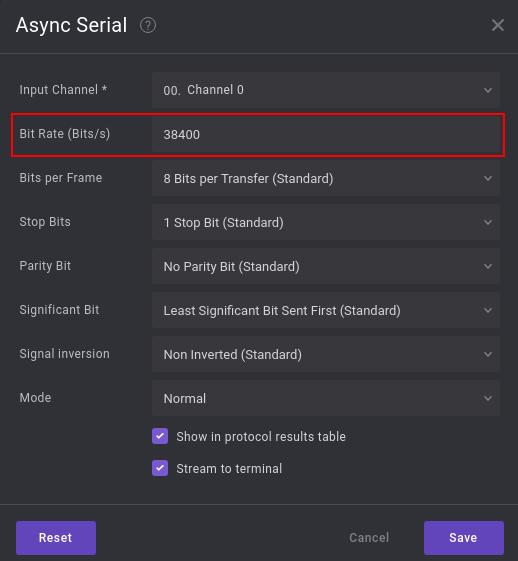 Async Serial ?
Input Channel * 00. Channel 0
Bit Rate (Bits/s) 38400
Bits per Frame 8 Bits per Transfer (Standard)
Stop Bits 1 Stop Bit (Standard)
Parity Bit No Parity Bit (Standard)
Significant Bit Least Significant Bit Sent First (Standard)
Signal inversion Non Inverted (Standard)
Mode Normal
Show in protocol results table
Stream to terminal
Reset Cancel Save